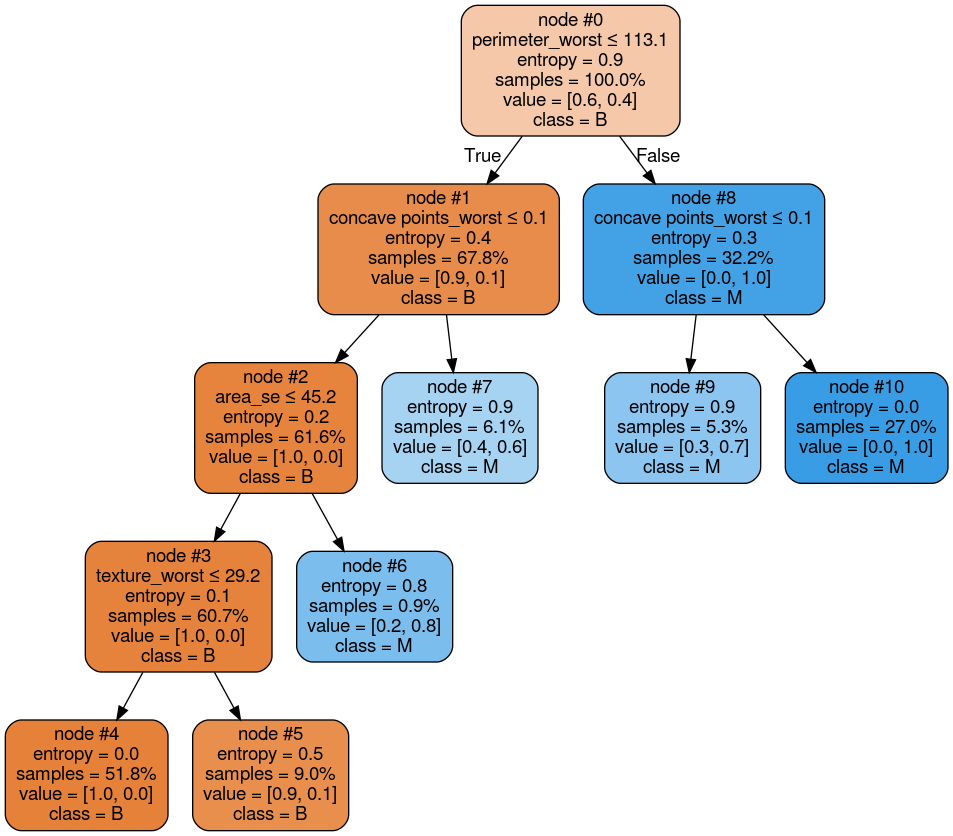 node #0
perimeter_worst ≤ 113.1
entropy = 0.9
samples = 100.0%
value = [0.6, 0.4]
class = B
True
False
node #1
concave points_worst ≤ 0.1
entropy = 0.4
samples = 67.8%
value = [0.9, 0.1]
class = B
node #8
concave points_worst ≤ 0.1
entropy = 0.3
samples = 32.2%
value = [0.0, 1.0]
class = M
node #2
area_se ≤ 45.2
entropy = 0.2
samples = 61.6%
value = [1.0, 0.0]
class = B
node #7
entropy = 0.9
samples = 6.1%
value = [0.4, 0.6]
class = M
node #9
entropy = 0.9
samples = 5.3%
value = [0.3, 0.7]
class = M
node #10
entropy = 0.0
samples = 27.0%
value = [0.0, 1.0]
class = M
node #3
texture_worst ≤ 29.2
entropy = 0.1
samples = 60.7%
value = [1.0, 0.0]
class = B
node #6
entropy = 0.8
samples = 0.9%
value = [0.2, 0.8]
class = M
node #4
entropy = 0.0
samples = 51.8%
value = [1.0, 0.0]
class = B
node #5
entropy = 0.5
samples = 9.0%
value = [0.9, 0.1]
class = B